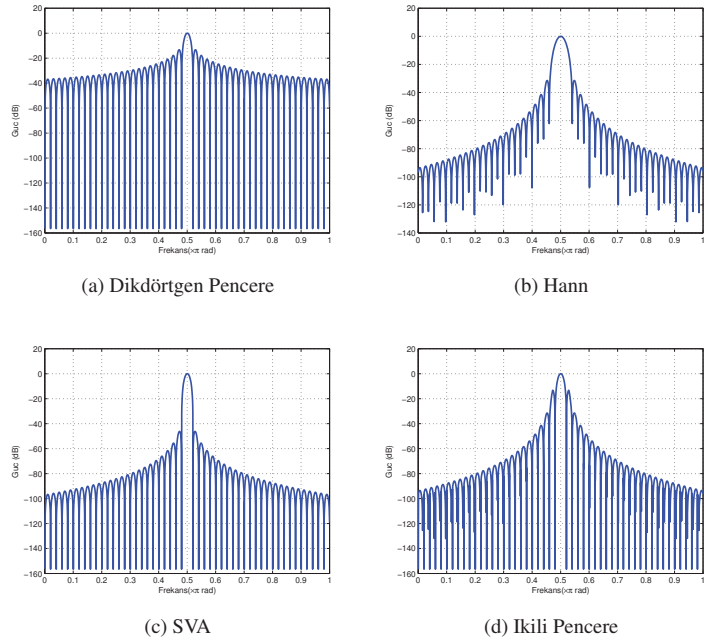 20
0
−20
−40
−60
−80
−100
−120
−140
−160
0 0.1 0.2 0.3 0.4 0.5 0.6 0.7 0.8 0.9 1
Frekans(×π rad)
Guc (dB)
(a) Dikdörtgen Pencere
20
0
−20
−40
−60
−80
−100
−120
−140
0 0.1 0.2 0.3 0.4 0.5 0.6 0.7 0.8 0.9 1
Frekans(×π rad)
Guc (dB)
(b) Hann
20
0
−20
−40
−60
−80
−100
−120
−140
−160
0 0.1 0.2 0.3 0.4 0.5 0.6 0.7 0.8 0.9 1
Frekans(×π rad)
Guc (dB)
(c) SVA
20
0
−20
−40
−60
−80
−100
−120
−140
−160
0 0.1 0.2 0.3 0.4 0.5 0.6 0.7 0.8 0.9 1
Frekans(×π rad)
Guc (dB)
(d) Ikili Pencere